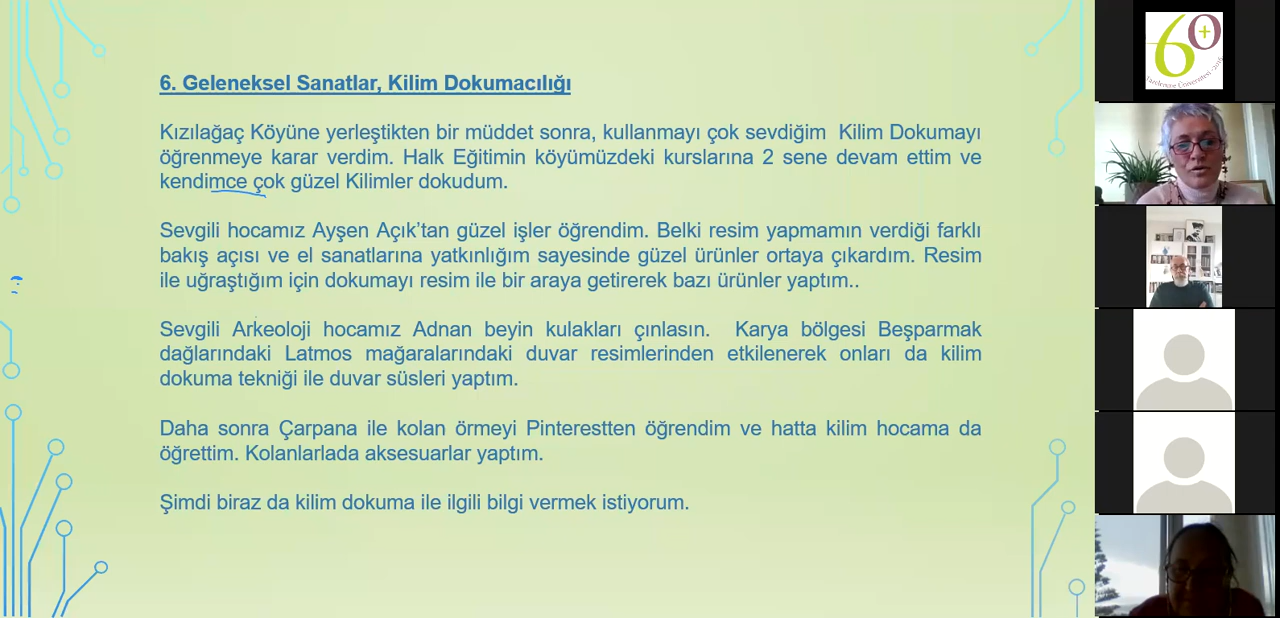 6. Geleneksel Sanatlar, Kilim Dokumacılığı
Kızılağaç Köyüne yerleştikten bir müddet sonra, kullanmayı çok sevdiğim Kilim Dokumayı
öğrenmeye karar verdim. Halk Eğitimin köyümüzdeki kurslarına 2 sene devam ettim ve
kendimce çok güzel Kilimler dokudum.
Sevgili hocamız Ayşen Açık’tan güzel işler öğrendim. Belki resim yapmamın verdiği farklı
bakış açısı ve el sanatlarına yatkınlığım sayesinde güzel ürünler ortaya çıkardım. Resim
ile uğraştığım için dokumayı resim ile bir araya getirerek bazı ürünler yaptım..
Sevgili Arkeoloji hocamız Adnan beyin kulakları çınlasın. Karya bölgesi Beşparmak
dağlarındaki Latmos mağaralarındaki duvar resimlerinden etkilenerek onları da kilim
dokuma tekniği ile duvar süsleri yaptım.
Daha sonra Çarpana ile kolan örmeyi Pinterestten öğrendim ve hatta kilim hocama da
öğrettim. Kolanlarlada aksesuarlar yaptım.
Şimdi biraz da kilim dokuma ile ilgili bilgi vermek istiyorum.
60+